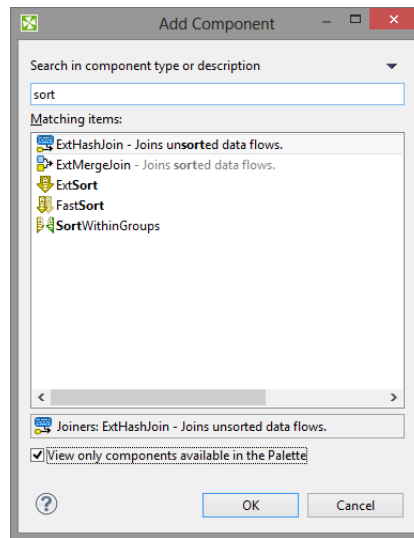 Add Component
Search in component type or description
sort
Matching items:
ExtHashJoin - Joins unsorted data flows.
ExtMergeJoin - Joins sorted data flows.
ExtSort
FastSort
SortWithinGroups
Joiners: ExtHashJoin - Joins unsorted data flows.
View only components available in the Palette
OK Cancel